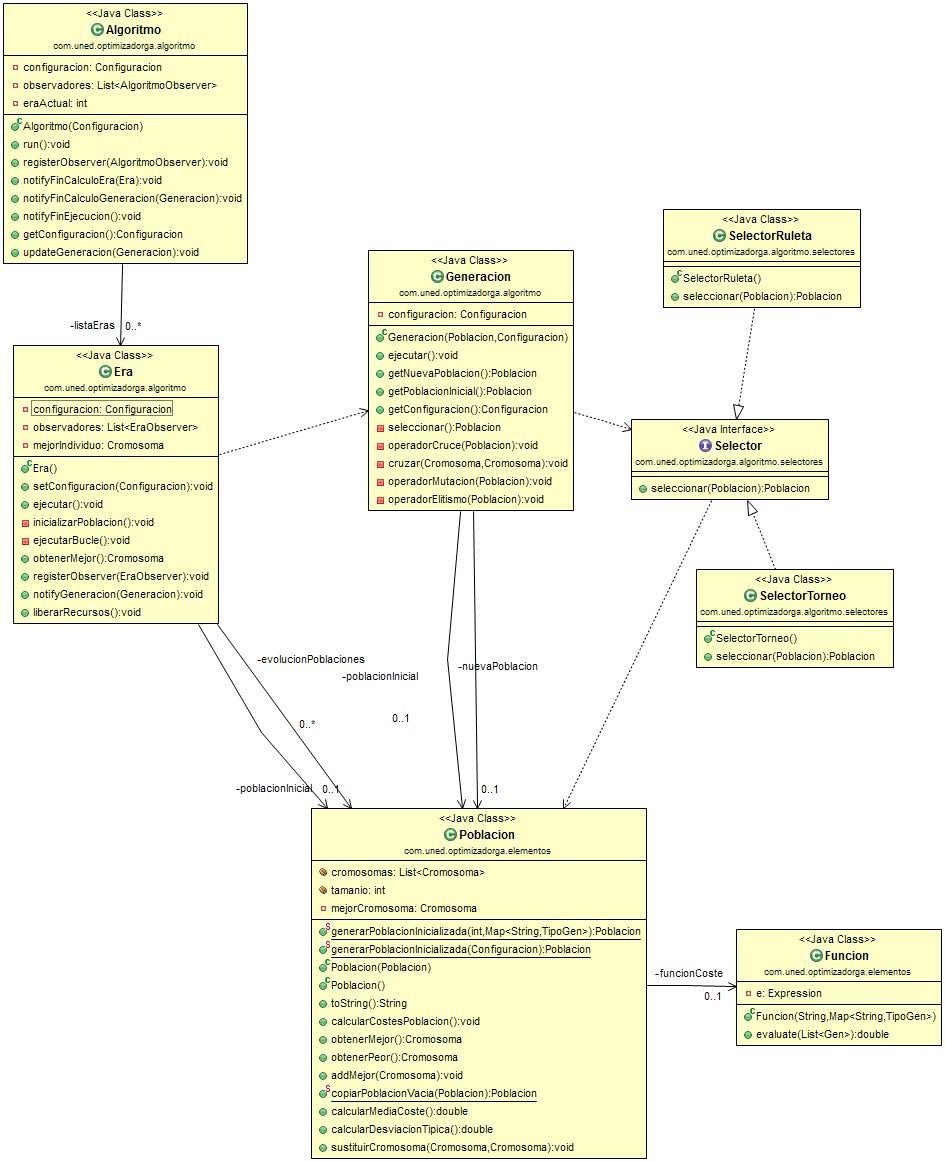 <<Java Class>>
Algoritmo
com.uned.optimizadorga.algoritmo
configuracion: Configuracion
observadores: List<AlgoritmoObserver>
eraActual: int
Algoritmo(Configuracion)
run():void
registerObserver(AlgoritmoObserver):void
notifyFinCalculoEra(Era):void
notifyFinCalculoGeneracion(Generacion):void
notifyFinEjecucion():void
getConfiguracion():Configuracion
updateGeneracion(Generacion):void
-listaEras 0..*
<<Java Class>>
Era
com.uned.optimizadorga.algoritmo
configuracion: Configuracion
observadores: List<EraObserver>
mejorIndividuo: Cromosoma
Era()
setConfiguracion(Configuracion):void
ejecutar():void
inicializarPoblacion():void
ejecutarBucle():void
obtenerMejor():Cromosoma
registerObserver(EraObserver):void
notifyGeneracion(Generacion):void
liberarRecursos():void
<<Java Class>>
Generacion
com.uned.optimizadorga.algoritmo
configuracion: Configuracion
Generacion(Poblacion,Configuracion)
ejecutar():void
getNuevaPoblacion():Poblacion
getPoblacionInicial():Poblacion
getConfiguracion():Configuracion
seleccionar():Poblacion
operadorCruce(Poblacion):void
cruzar(Cromosoma,Cromosoma):void
operadorMutacion(Poblacion):void
operadorElitismo(Poblacion):void
<<Java Class>>
SelectorRuleta
com.uned.optimizadorga.algoritmo.selectores
SelectorRuleta()
seleccionar(Poblacion):Poblacion
<<Java Interface>>
Selector
com.uned.optimizadorga.algoritmo.selectores
seleccionar(Poblacion):Poblacion
<<Java Class>>
SelectorTorneo
com.uned.optimizadorga.algoritmo.selectores
SelectorTorneo()
seleccionar(Poblacion):Poblacion
-evolucionPoblaciones
0..*
-poblacionInicial
0..1
-nuevaPoblacion
0..1
-poblacionInicial 0..1
<<Java Class>>
Poblacion
com.uned.optimizadorga.elementos
cromosomas: List<Cromosoma>
tamanio: int
mejorCromosoma: Cromosoma
generarPoblacionInicializada(int,Map<String,TipoGen>):Poblacion
generarPoblacionInicializada(Configuracion):Poblacion
Poblacion(Poblacion)
Poblacion()
toString():String
calcularCostesPoblacion():void
obtenerMejor():Cromosoma
obtenerPeor():Cromosoma
addMejor(Cromosoma):void
copiarPoblacionVacia(Poblacion):Poblacion
calcularMediaCoste():double
calcularDesviacionTipica():double
sustituirCromosoma(Cromosoma,Cromosoma):void
-funcionCoste
0..1
<<Java Class>>
Funcion
com.uned.optimizadorga.elementos
e: Expression
Funcion(String,Map<String,TipoGen>)
evaluate(List<Gen>):double